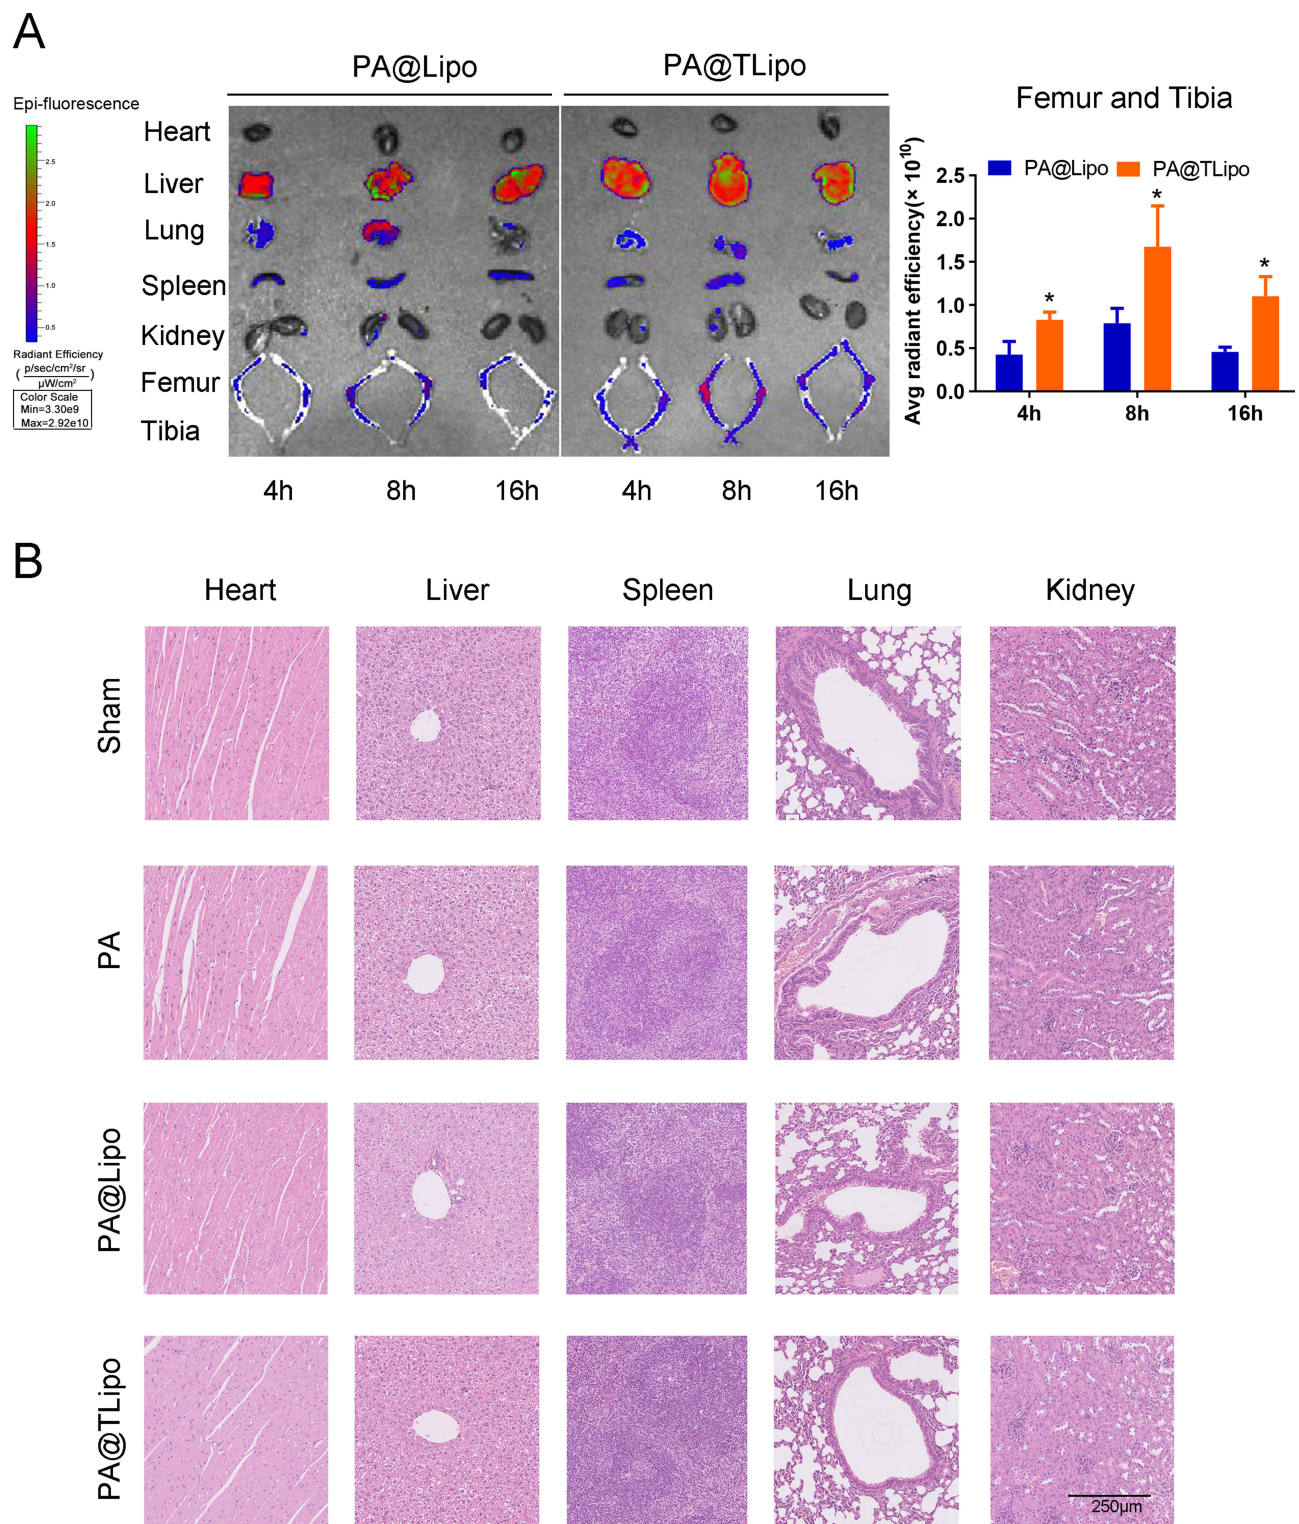 A
PA@Lipo
PA@TLipo
Epi-fluorescence
2.5
2.0
1.5
1.0
0.5
Radiant Efficiency
(p/sec/cm²/sr)
µW/cm²
Color Scale
Min=3.30e9
Max=2.92e10
Heart
Liver
Lung
Spleen
Kidney
Femur
Tibia
4h
8h
16h
4h
8h
16h
Femur and Tibia
PA@Lipo
PA@TLipo
Avg radiant efficiency(× 10¹⁰)
2.5
2.0
1.5
1.0
0.5
0.0
*
*
*
4h
8h
16h
B
Heart
Liver
Spleen
Lung
Kidney
Sham
PA
PA@Lipo
PA@TLipo
250µm